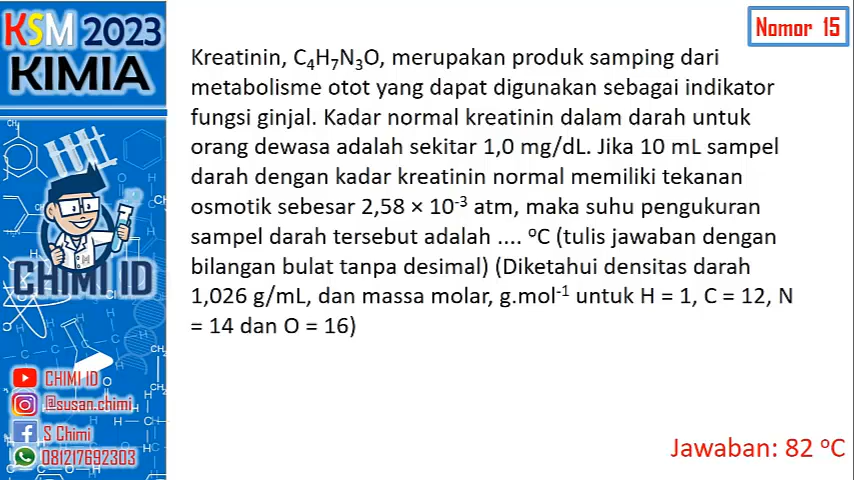 KSM 2023
KIMIA
Nomor 15
Kreatinin, C₄H₇N₃O, merupakan produk samping dari
metabolisme otot yang dapat digunakan sebagai indikator
fungsi ginjal. Kadar normal kreatinin dalam darah untuk
orang dewasa adalah sekitar 1,0 mg/dL. Jika 10 mL sampel
darah dengan kadar kreatinin normal memiliki tekanan
osmotik sebesar 2,58 × 10⁻³ atm, maka suhu pengukuran
sampel darah tersebut adalah .... ᵒC (tulis jawaban dengan
bilangan bulat tanpa desimal) (Diketahui densitas darah
1,026 g/mL, dan massa molar, g.mol⁻¹ untuk H = 1, C = 12, N
= 14 dan O = 16)
CHIMI ID
CHIMI ID
@susan.chimi
S Chimi
081217692303
Jawaban: 82 ᵒC